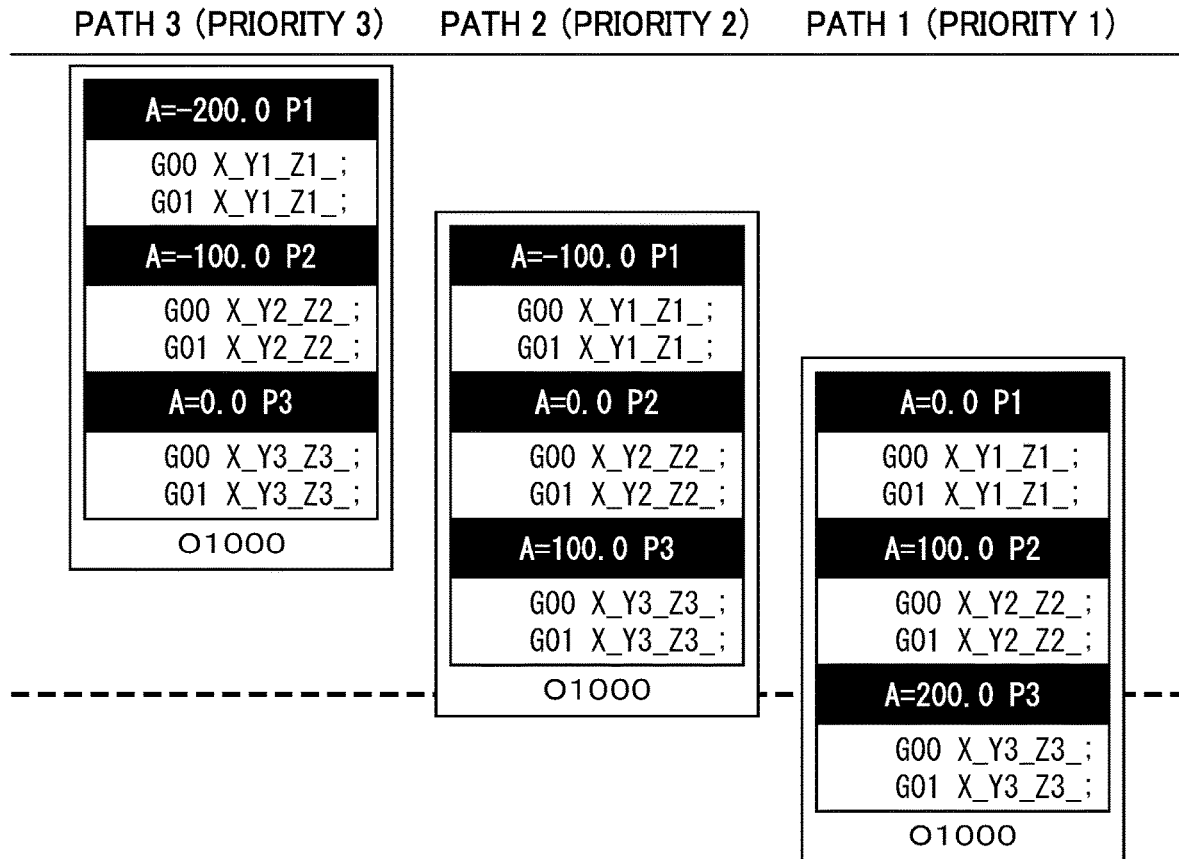 PATH 3 (PRIORITY 3) PATH 2 (PRIORITY 2) PATH 1 (PRIORITY 1)
A=-200.0 P1
G00 X_Y1_Z1_;
G01 X_Y1_Z1_;
A=-100.0 P2
G00 X_Y2_Z2_;
G01 X_Y2_Z2_;
A=0.0 P3
G00 X_Y3_Z3_;
G01 X_Y3_Z3_;
O1000
A=-100.0 P1
G00 X_Y1_Z1_;
G01 X_Y1_Z1_;
A=0.0 P2
G00 X_Y2_Z2_;
G01 X_Y2_Z2_;
A=100.0 P3
G00 X_Y3_Z3_;
G01 X_Y3_Z3_;
O1000
A=0.0 P1
G00 X_Y1_Z1_;
G01 X_Y1_Z1_;
A=100.0 P2
G00 X_Y2_Z2_;
G01 X_Y2_Z2_;
A=200.0 P3
G00 X_Y3_Z3_;
G01 X_Y3_Z3_;
O1000